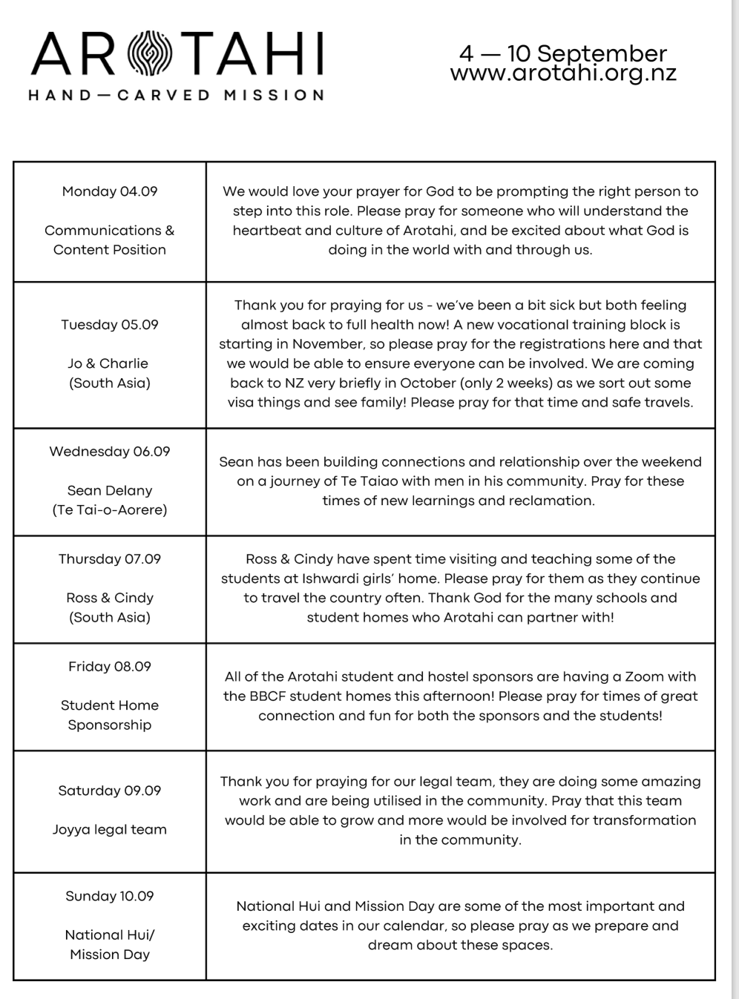 AROTAHI
HAND—CARVED MISSION
4 — 10 September
www.arotahi.org.nz
Monday 04.09
Communications &
Content Position
We would love your prayer for God to be prompting the right person to
step into this role. Please pray for someone who will understand the
heartbeat and culture of Arotahi, and be excited about what God is
doing in the world with and through us.
Tuesday 05.09
Jo & Charlie
(South Asia)
Thank you for praying for us - we've been a bit sick but both feeling
almost back to full health now! A new vocational training block is
starting in November, so please pray for the registrations here and that
we would be able to ensure everyone can be involved. We are coming
back to NZ very briefly in October (only 2 weeks) as we sort out some
visa things and see family! Please pray for that time and safe travels.
Wednesday 06.09
Sean Delany
(Te Tai-o-Aorere)
Sean has been building connections and relationship over the weekend
on a journey of Te Taiao with men in his community. Pray for these
times of new learnings and reclamation.
Thursday 07.09
Ross & Cindy
(South Asia)
Ross & Cindy have spent time visiting and teaching some of the
students at Ishwardi girls' home. Please pray for them as they continue
to travel the country often. Thank God for the many schools and
student homes who Arotahi can partner with!
Friday 08.09
Student Home
Sponsorship
All of the Arotahi student and hostel sponsors are having a Zoom with
the BBCF student homes this afternoon! Please pray for times of great
connection and fun for both the sponsors and the students!
Saturday 09.09
Joyya legal team
Thank you for praying for our legal team, they are doing some amazing
work and are being utilised in the community. Pray that this team
would be able to grow and more would be involved for transformation
in the community.
Sunday 10.09
National Hui/
Mission Day
National Hui and Mission Day are some of the most important and
exciting dates in our calendar, so please pray as we prepare and
dream about these spaces.